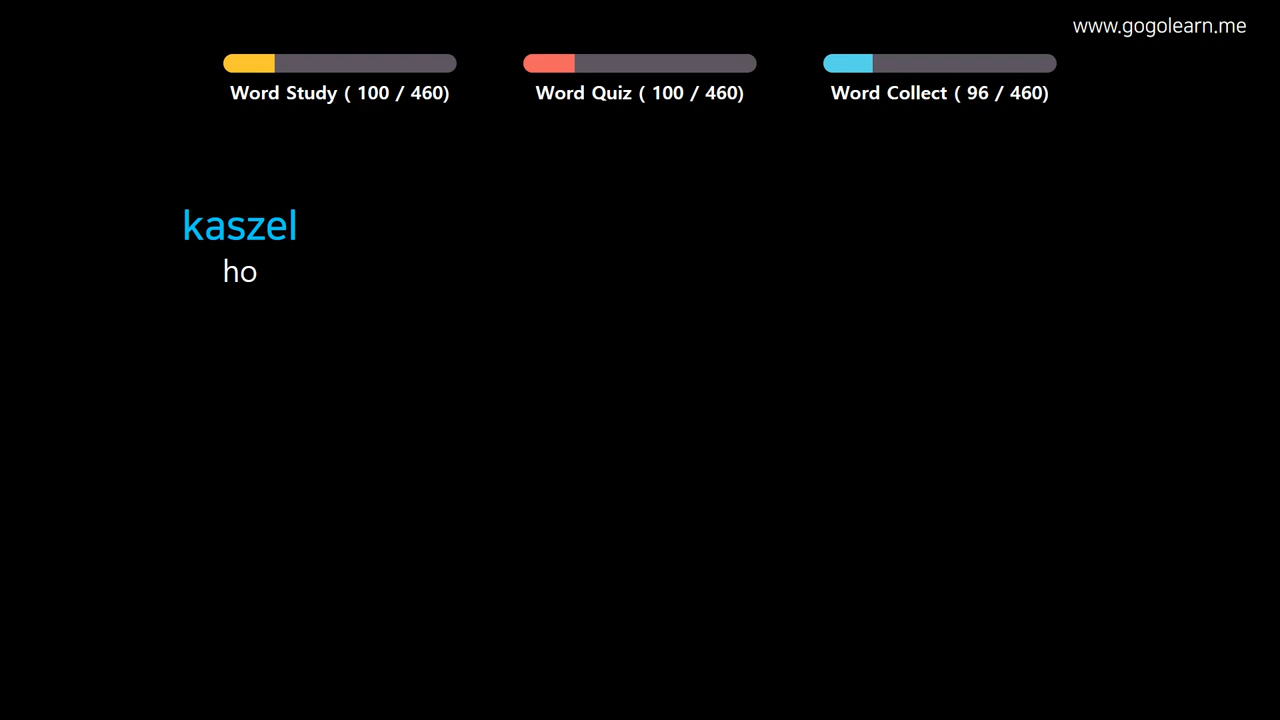 www.gogolearn.me
Word Study ( 100 / 460)
Word Quiz ( 100 / 460)
Word Collect ( 96 / 460)
kaszel
ho